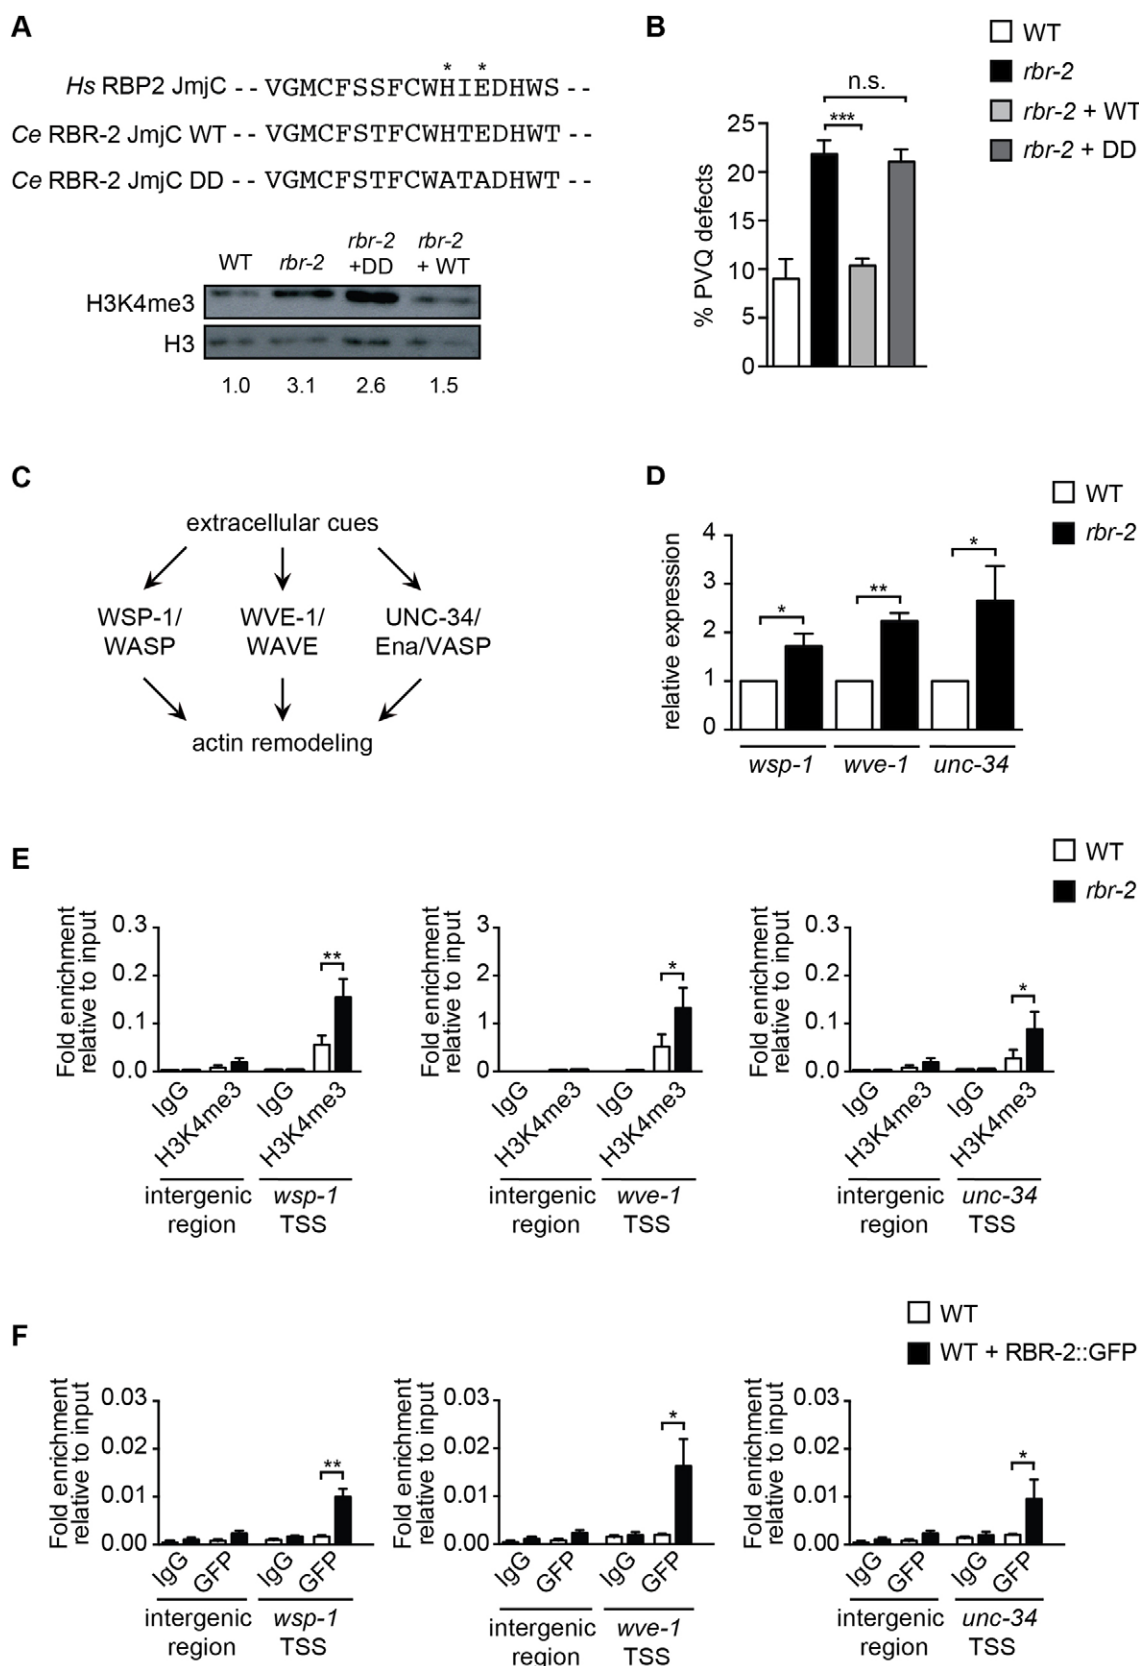 A
* *
Hs RBP2 JmjC -- VGMCFSSFCWHIEDHWS --
Ce RBR-2 JmjC WT -- VGMCFSTFCWHTEDHWT --
Ce RBR-2 JmjC DD -- VGMCFSTFCWATADHWT --
WT rbr-2 rbr-2 +DD rbr-2 + WT
H3K4me3
H3
1.0 3.1 2.6 1.5
B
WT
rbr-2
rbr-2 + WT
rbr-2 + DD
n.s.
***
% PVQ defects
25
20
15
10
5
0
C
extracellular cues
WSP-1/ WVE-1/ UNC-34/
WASP WAVE Ena/VASP
actin remodeling
D
WT
rbr-2
relative expression
4
3
2
1
0
* ** *
wsp-1 wve-1 unc-34
E
WT
rbr-2
Fold enrichment
relative to input
0.3
0.2
0.1
0.0
**
IgG H3K4me3 IgG H3K4me3
intergenic wsp-1
region TSS
Fold enrichment
relative to input
3
2
1
0
*
IgG H3K4me3 IgG H3K4me3
intergenic wve-1
region TSS
Fold enrichment
relative to input
0.3
0.2
0.1
0.0
*
IgG H3K4me3 IgG H3K4me3
intergenic unc-34
region TSS
F
WT
WT + RBR-2::GFP
Fold enrichment
relative to input
0.03
0.02
0.01
0.00
**
IgG GFP IgG GFP
intergenic wsp-1
region TSS
Fold enrichment
relative to input
0.03
0.02
0.01
0.00
*
IgG GFP IgG GFP
intergenic wve-1
region TSS
Fold enrichment
relative to input
0.03
0.02
0.01
0.00
*
IgG GFP IgG GFP
intergenic unc-34
region TSS